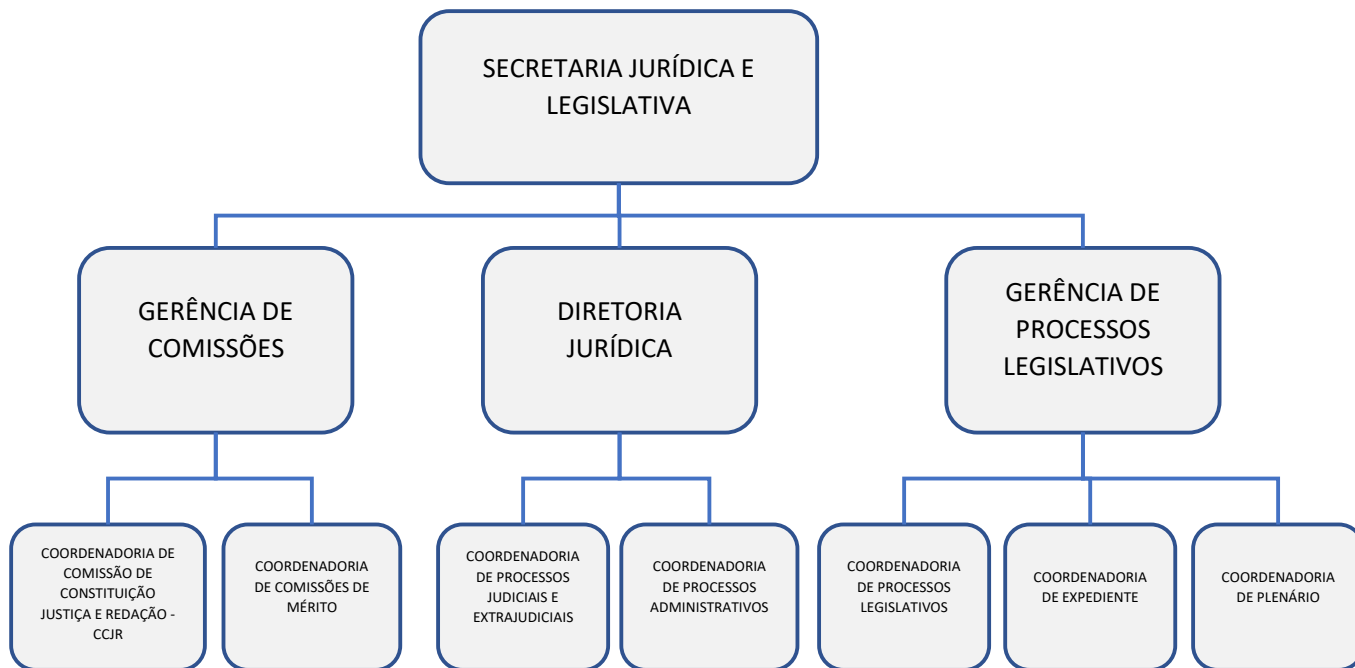 SECRETARIA JURÍDICA E
LEGISLATIVA
GERÊNCIA DE
COMISSÕES
DIRETORIA
JURÍDICA
GERÊNCIA DE
PROCESSOS
LEGISLATIVOS
COORDENADORIA DE
COMISSÃO DE
CONSTITUIÇÃO
JUSTIÇA E REDAÇÃO -
CCJR
COORDENADORIA
DE COMISSÕES DE
MÉRITO
COORDENADORIA
DE PROCESSOS
JUDICIAIS E
EXTRAJUDICIAIS
COORDENADORIA
DE PROCESSOS
ADMINISTRATIVOS
COORDENADORIA
DE PROCESSOS
LEGISLATIVOS
COORDENADORIA
DE EXPEDIENTE
COORDENADORIA
DE PLENÁRIO